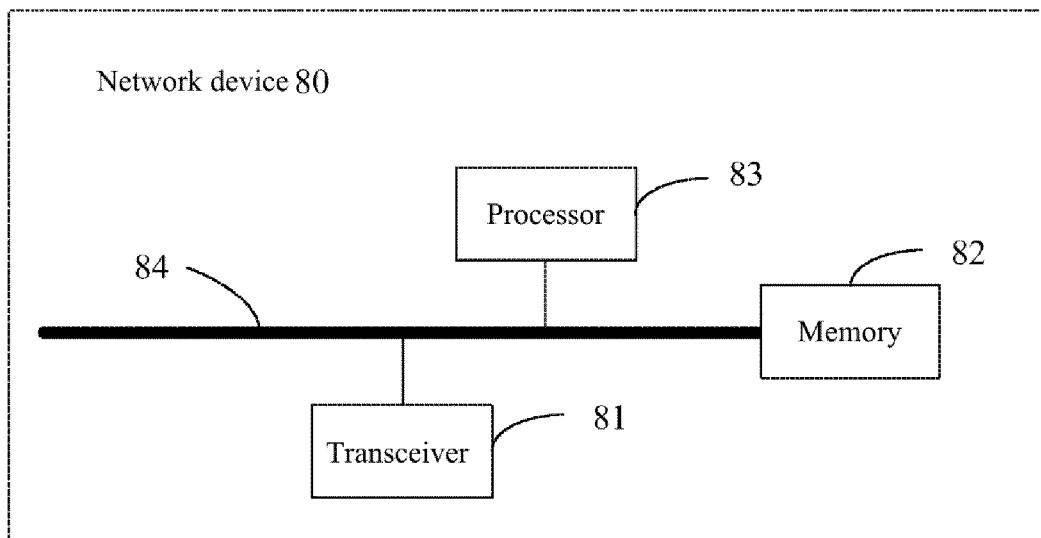 Network device 80
83
Processor
84
82
Memory
81
Transceiver